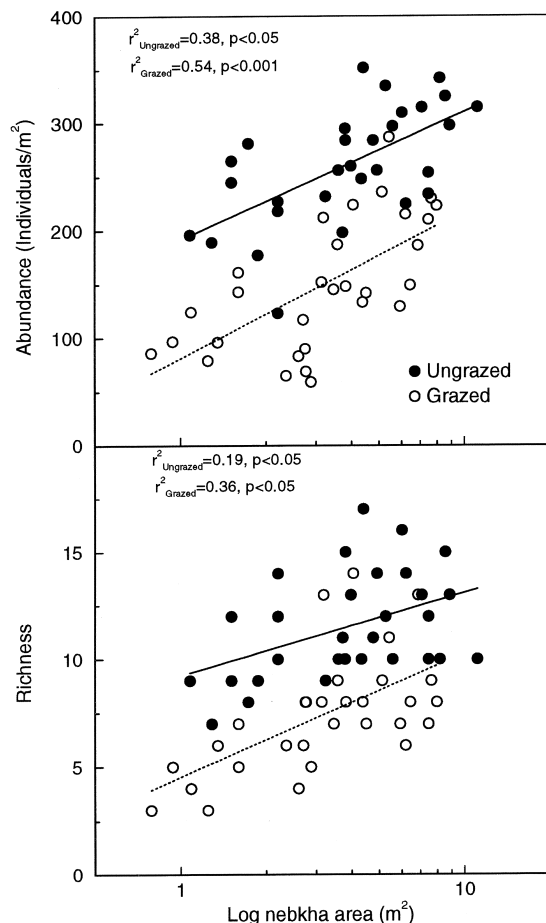 400
r²Ungrazed=0.38, p<0.05
r²Grazed=0.54, p<0.001
300
200
100
0
Abundance (Individuals/m²)
Ungrazed
Grazed
r²Ungrazed=0.19, p<0.05
r²Grazed=0.36, p<0.05
15
10
5
0
Richness
1
10
Log nebkha area (m²)